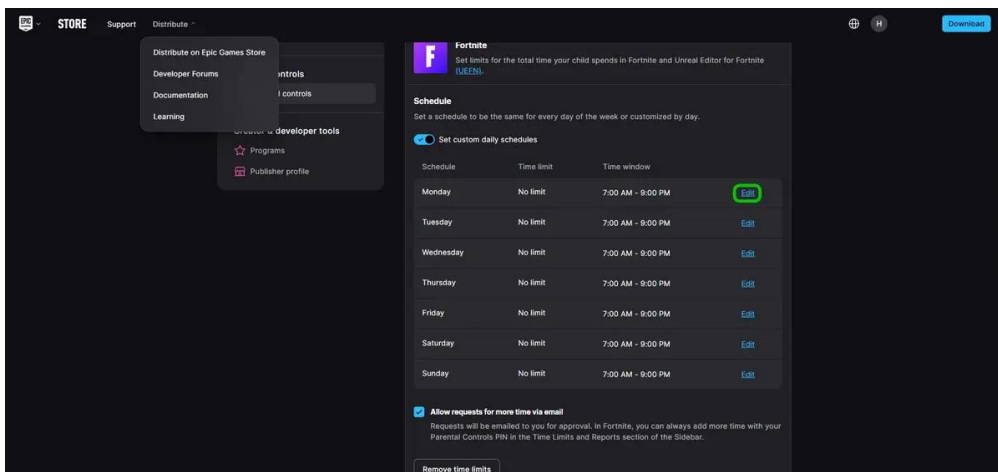 EPIC GAMES
STORE
Support
Distribute
H
Download
Distribute on Epic Games Store
Developer Forums
Documentation
Learning
ontrols
l controls
Creator & developer tools
Programs
Publisher profile
Fortnite
Set limits for the total time your child spends in Fortnite and Unreal Editor for Fortnite
(UEFN).
Schedule
Set a schedule to be the same for every day of the week or customized by day.
Set custom daily schedules
Schedule Time limit Time window
Monday No limit 7:00 AM - 9:00 PM Edit
Tuesday No limit 7:00 AM - 9:00 PM Edit
Wednesday No limit 7:00 AM - 9:00 PM Edit
Thursday No limit 7:00 AM - 9:00 PM Edit
Friday No limit 7:00 AM - 9:00 PM Edit
Saturday No limit 7:00 AM - 9:00 PM Edit
Sunday No limit 7:00 AM - 9:00 PM Edit
Allow requests for more time via email
Requests will be emailed to you for approval. in Fortnite, you can always add more time with your
Parental Controls PIN in the Time Limits and Reports section of the Sidebar.
Remove time limits